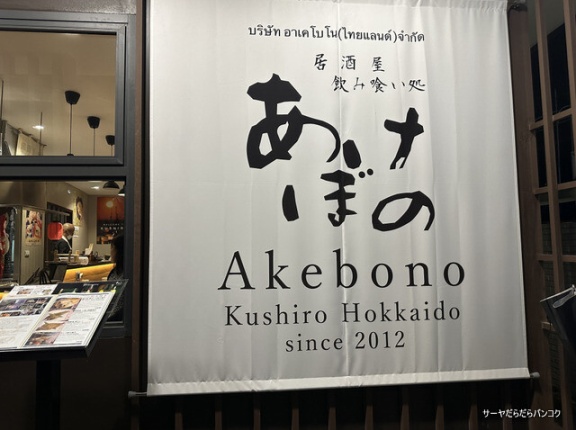 บริษัท อาเคโบโน(ไทยแลนด์)จำกัด
居酒屋
飲み喰い処
あけぼの
Akebono
Kushiro Hokkaido
since 2012
サーヤだらだらバンコク